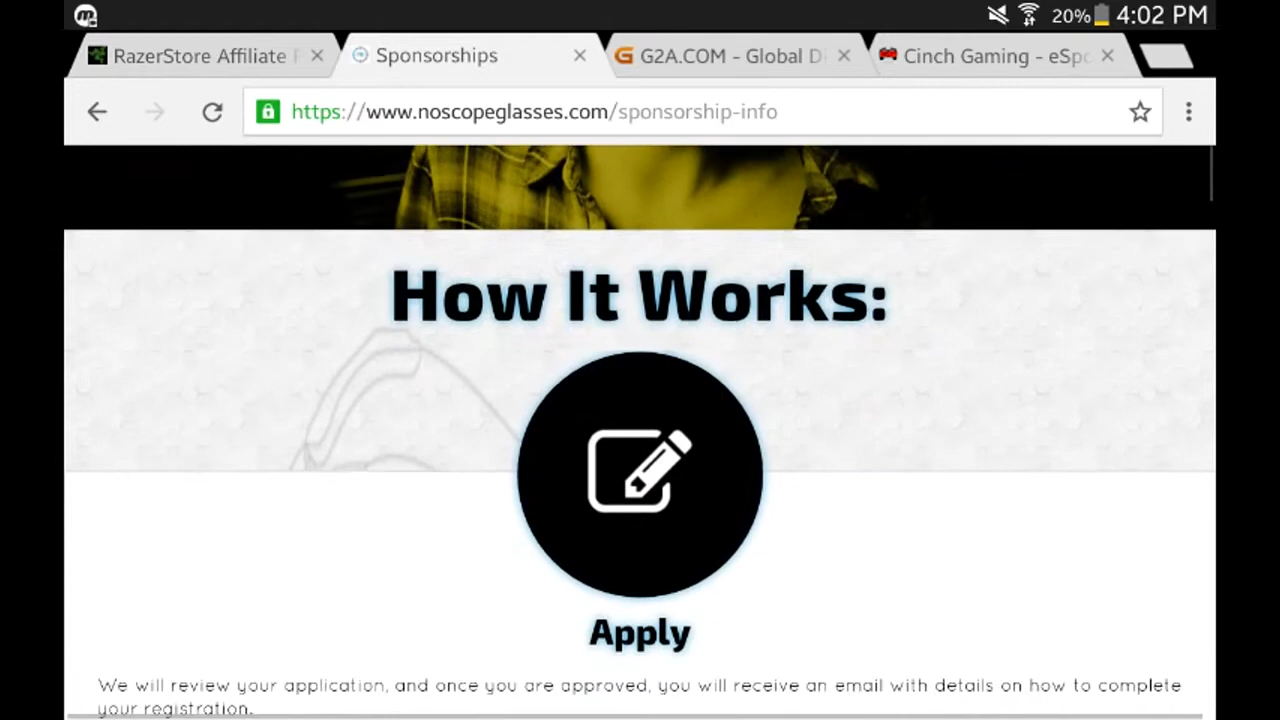 20% 4:02 PM
RazerStore Affiliate Sponsorships G2A.COM - Global D Cinch Gaming - eSpo
https://www.noscopeglasses.com/sponsorship-info
How It Works:
Apply
We will review your application, and once you are approved, you will receive an email with details on how to complete
your registration.